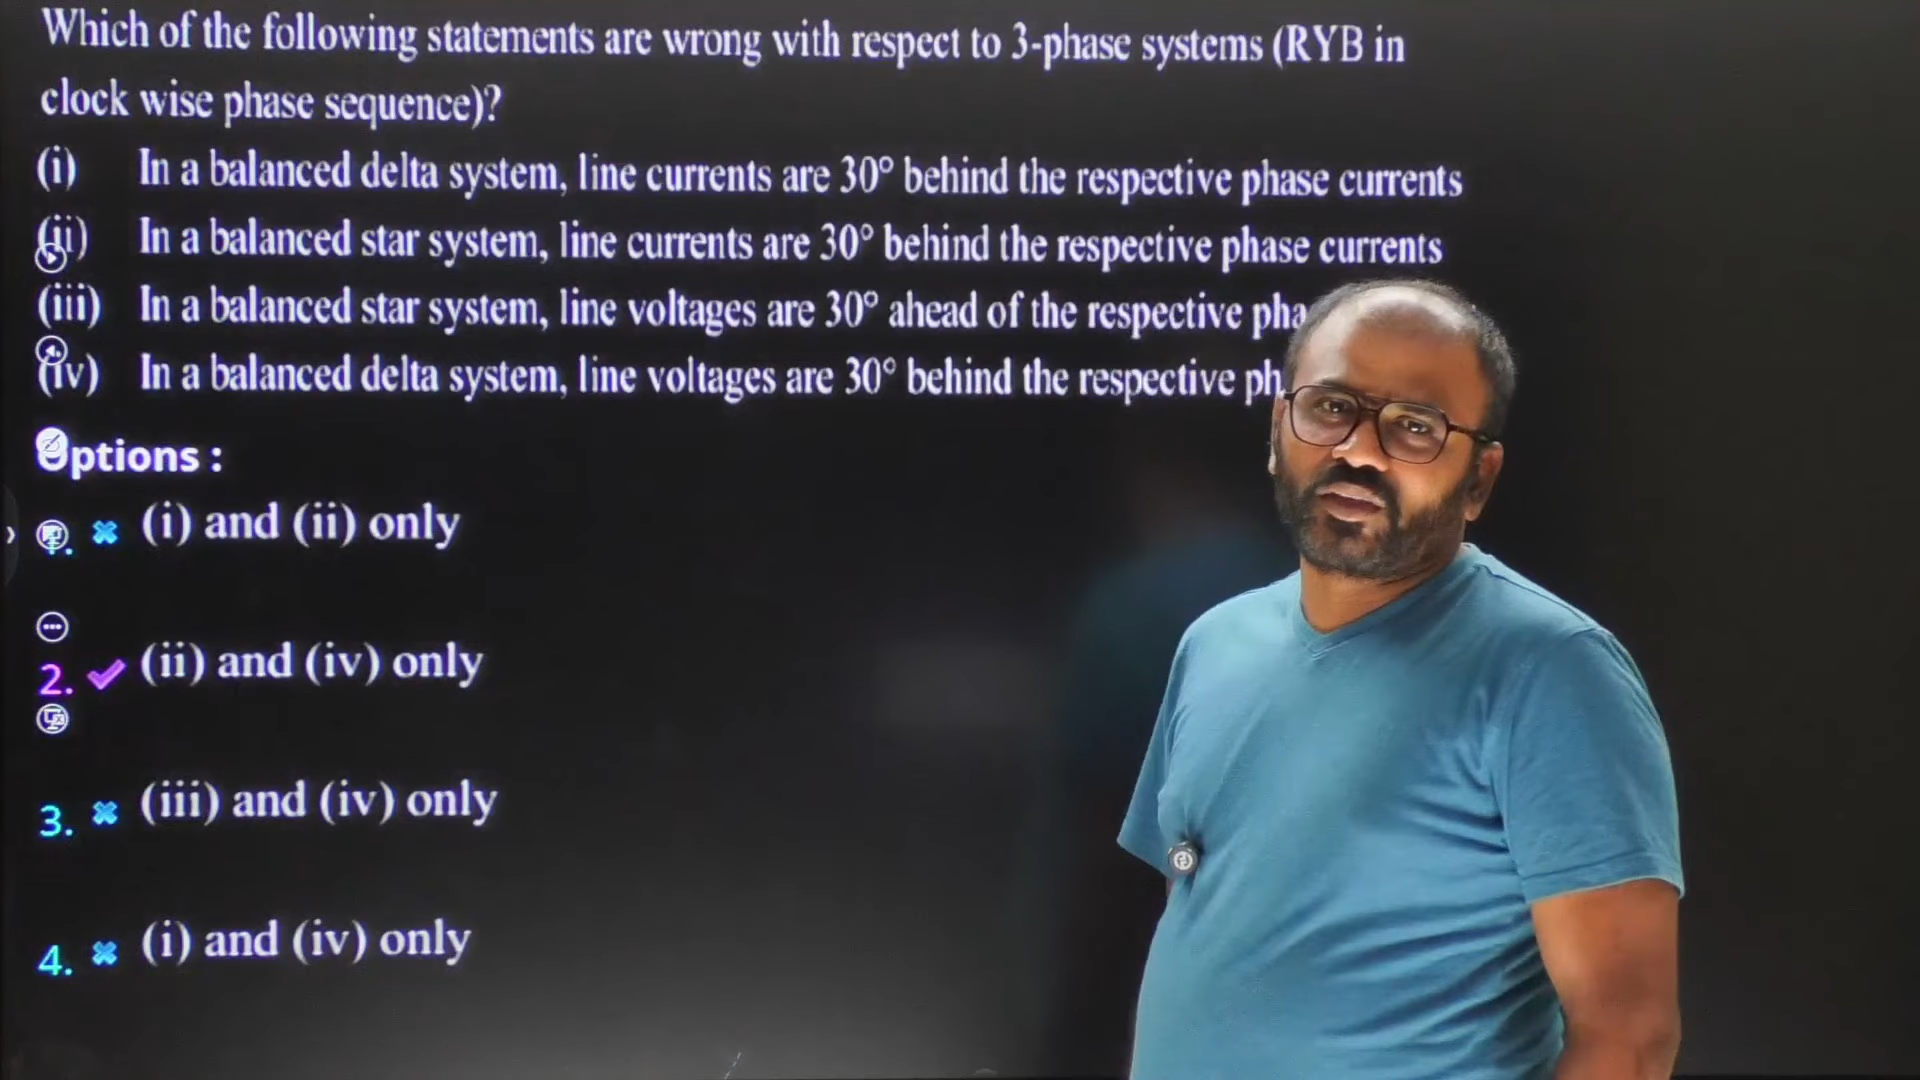 Which of the following statements are wrong with respect to 3-phase systems (RYB in
clock wise phase sequence)?
(i) In a balanced delta system, line currents are 30° behind the respective phase currents
(ii) In a balanced star system, line currents are 30° behind the respective phase currents
(iii) In a balanced star system, line voltages are 30° ahead of the respective
(iv) In a balanced delta system, line voltages are 30° behind the respective
Options :
1. (i) and (ii) only
2. (ii) and (iv) only
3. (iii) and (iv) only
4. (i) and (iv) only